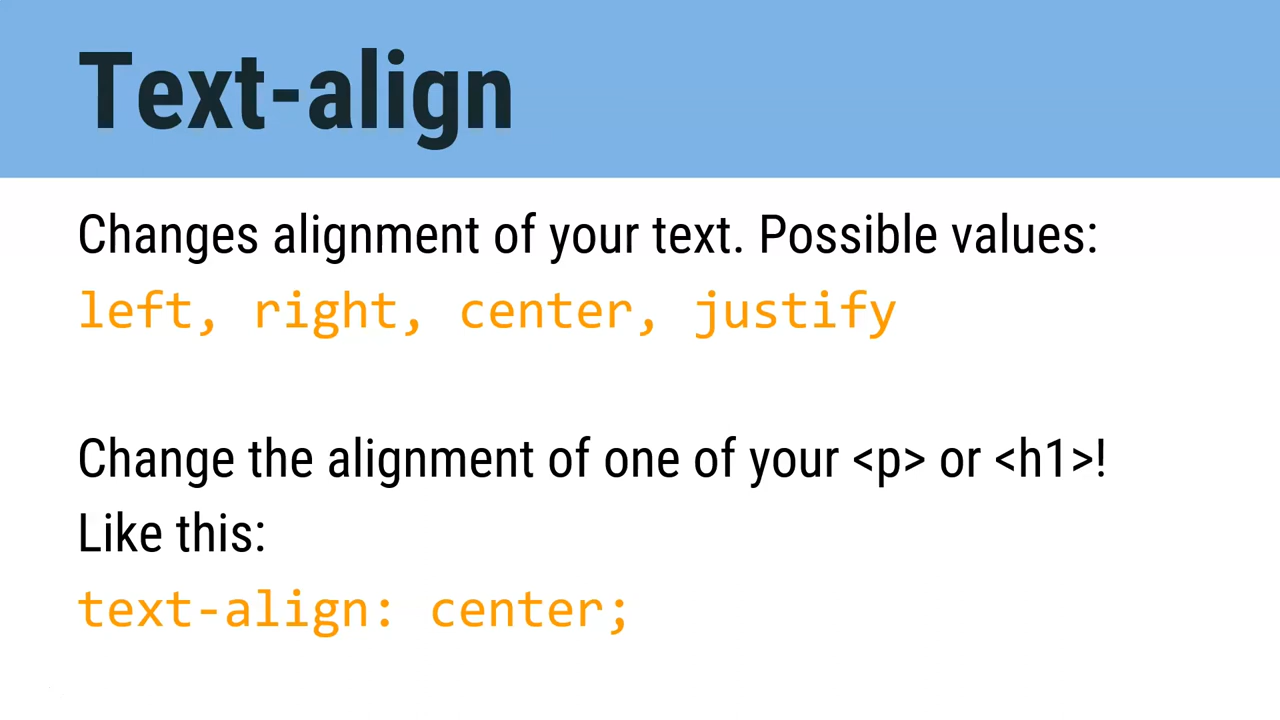 Text-align
Changes alignment of your text. Possible values:
left, right, center, justify
Change the alignment of one of your <p> or <h1>!
Like this:
text-align: center;